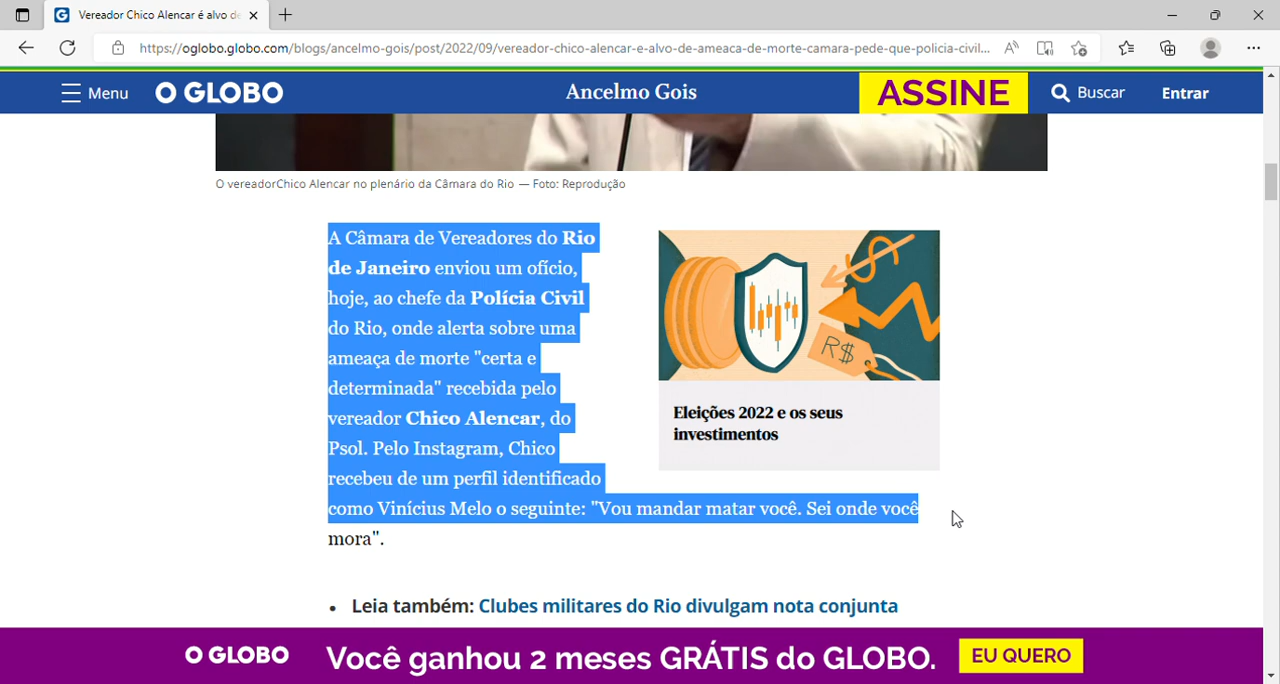 Vereador Chico Alencar é alvo de
https://oglobo.globo.com/blogs/ancelmo-gois/post/2022/09/vereador-chico-alencar-e-alvo-de-ameaca-de-morte-camara-pede-que-policia-civil...
Menu
O GLOBO
Ancelmo Gois
ASSINE
Buscar
Entrar
O vereadorChico Alencar no plenário da Câmara do Rio — Foto: Reprodução
A Câmara de Vereadores do Rio
de Janeiro enviou um ofício,
hoje, ao chefe da Polícia Civil
do Rio, onde alerta sobre uma
ameaça de morte "certa e
determinada" recebida pelo
vereador Chico Alencar, do
Psol. Pelo Instagram, Chico
recebeu de um perfil identificado
como Vinícius Melo o seguinte: "Vou mandar matar você. Sei onde você
mora".
$
R$
Eleições 2022 e os seus
investimentos
• Leia também: Clubes militares do Rio divulgam nota conjunta
O GLOBO
Você ganhou 2 meses GRÁTIS do GLOBO.
EU QUERO